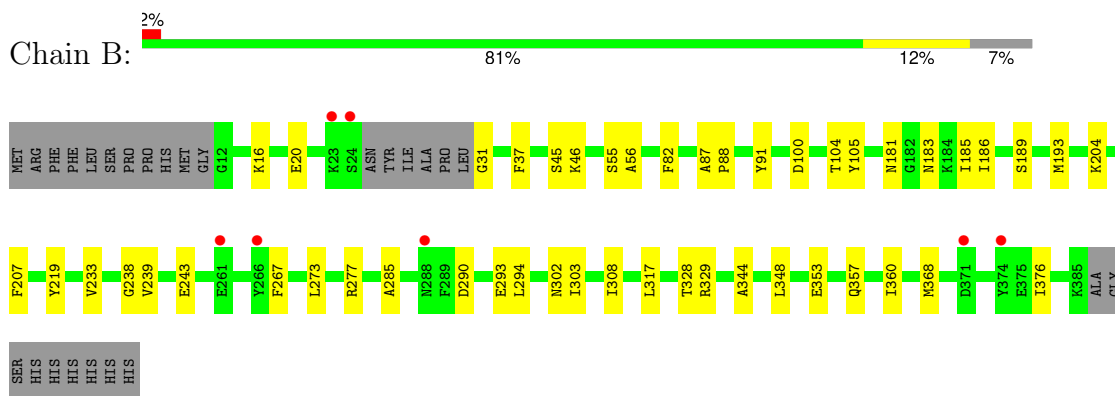 2%
Chain B:
81% 12% 7%
MET ARG PHE PHE LEU SER PRO PRO HIS MET GLY G12 K16 E20 K23 S24 ASN TYR ILE ALA PRO LEU G31 F37 S45 K46 S55 A56 F82 A87 P88 Y91 D100 T104 Y105 N181 G182 N183 K184 I185 I186 S189 M193 K204
F207 Y219 V233 G238 V239 E243 E261 Y266 F267 L273 R277 A285 N288 F289 D290 E293 L294 N302 I303 I308 L317 T328 R329 A344 L348 E353 Q357 I360 M368 D371 Y374 E375 I376 K385 ALA GLY
SER HIS HIS HIS HIS HIS HIS